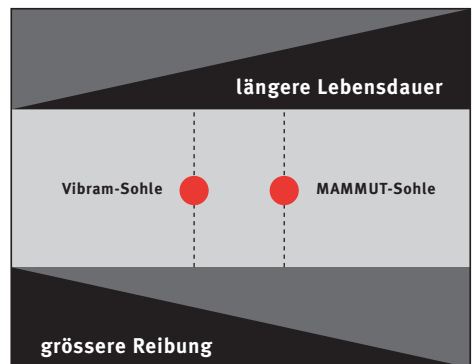 längere Lebensdauer
Vibram-Sohle MAMMUT-Sohle
grössere Reibung